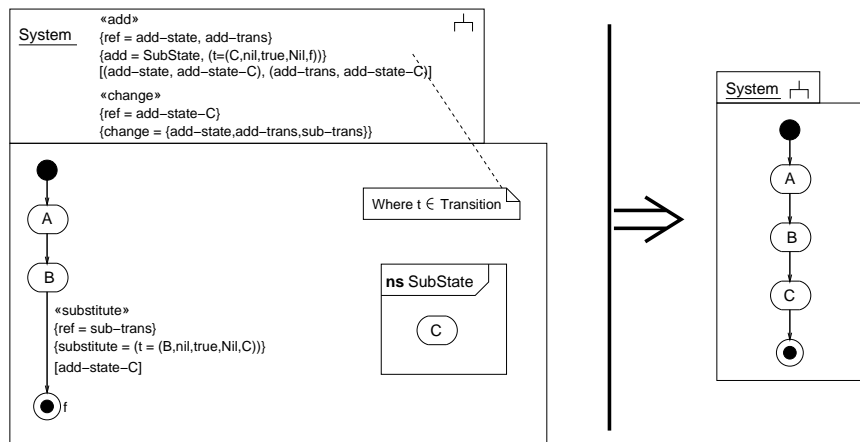 System
«add»
{ref = add−state, add−trans}
{add = SubState, (t=(C,nil,true,Nil,f))}
[(add−state, add−state−C), (add−trans, add−state−C)]
«change»
{ref = add−state−C}
{change = {add−state,add−trans,sub−trans}}
A
B
«substitute»
{ref = sub−trans}
{substitute = (t = (B,nil,true,Nil,C))}
[add−state−C]
f
Where t ∈ Transition
ns SubState
C
System
A
B
C